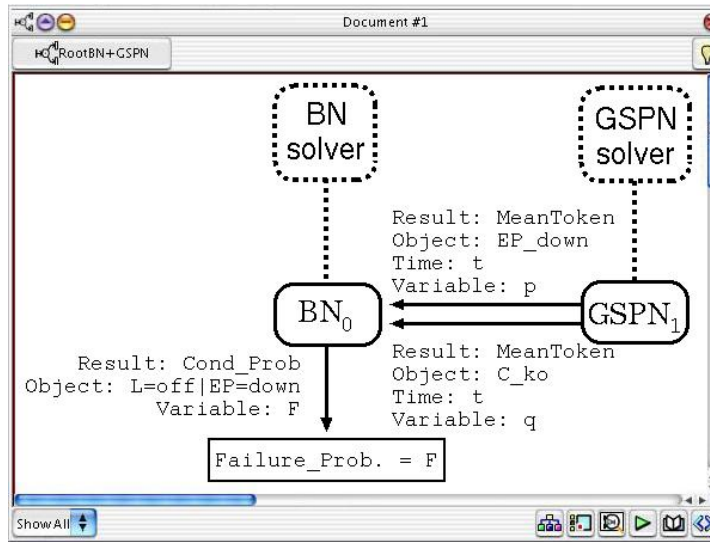 Document #1
RootBN+GSPN
BN
solver
GSPN
solver
Result: MeanToken
Object: EP_down
Time: t
Variable: p
BN0
GSPN1
Result: Cond_Prob
Object: L=off|EP=down
Variable: F
Result: MeanToken
Object: C_ko
Time: t
Variable: q
Failure_Prob. = F
Show All